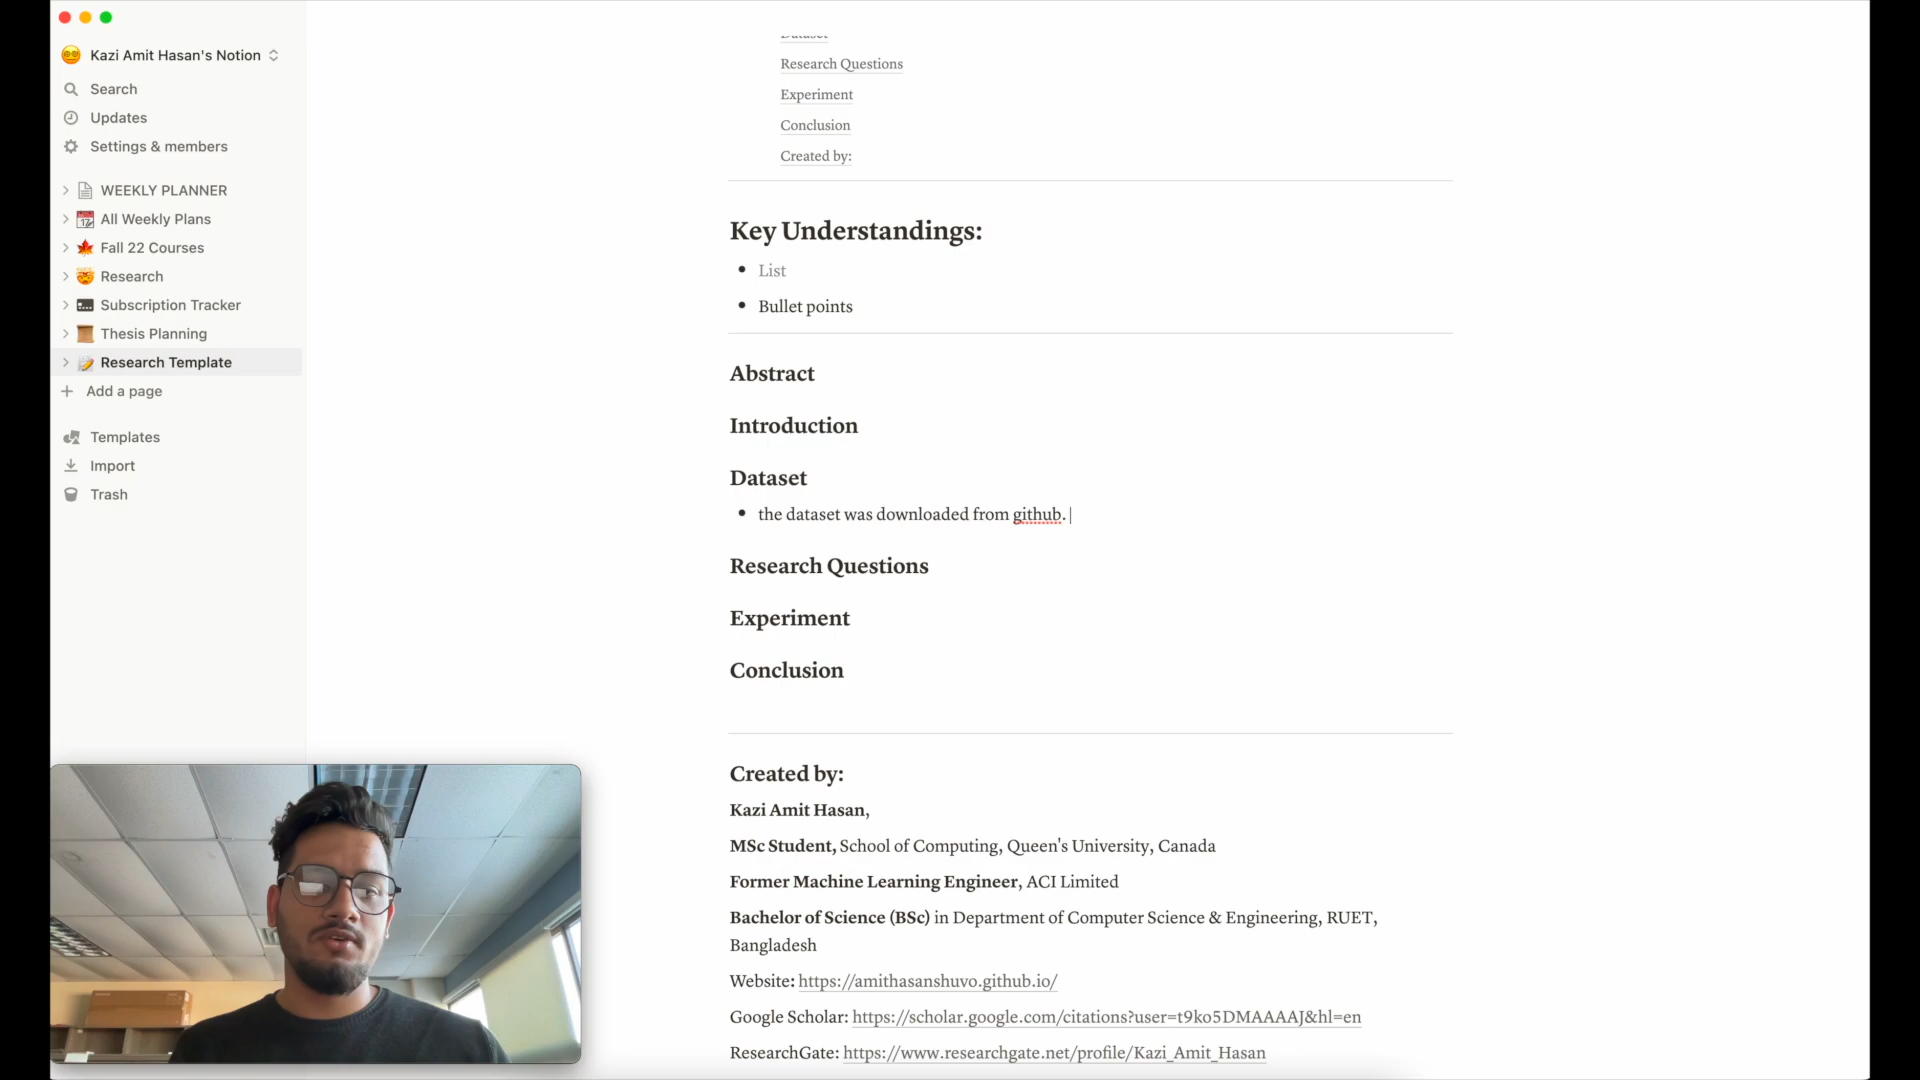 Kazi Amit Hasan's Notion
Search
Updates
Settings & members
WEEKLY PLANNER
All Weekly Plans
Fall 22 Courses
Research
Subscription Tracker
Thesis Planning
Research Template
Add a page
Templates
Import
Trash
Dataset
Research Questions
Experiment
Conclusion
Created by:
Key Understandings:
List
Bullet points
Abstract
Introduction
Dataset
the dataset was downloaded from github.
Research Questions
Experiment
Conclusion
Created by:
Kazi Amit Hasan,
MSc Student, School of Computing, Queen's University, Canada
Former Machine Learning Engineer, ACI Limited
Bachelor of Science (BSc) in Department of Computer Science & Engineering, RUET,
Bangladesh
Website: https://amithasanshuvo.github.io/
Google Scholar: https://scholar.google.com/citations?user=t9ko5DMAAAAJ&hl=en
ResearchGate: https://www.researchgate.net/profile/Kazi_Amit_Hasan